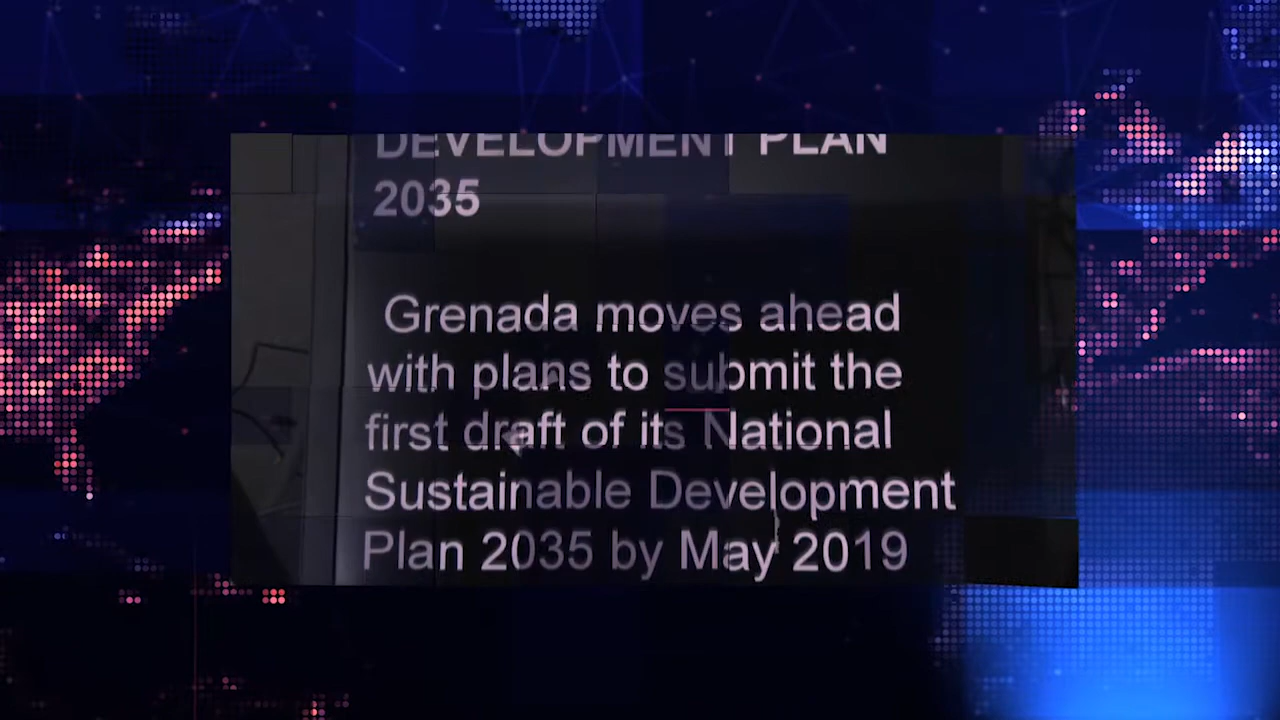 DEVELOPMENT PLAN
2035
Grenada moves ahead
with plans to submit the
first draft of its National
Sustainable Development
Plan 2035 by May 2019